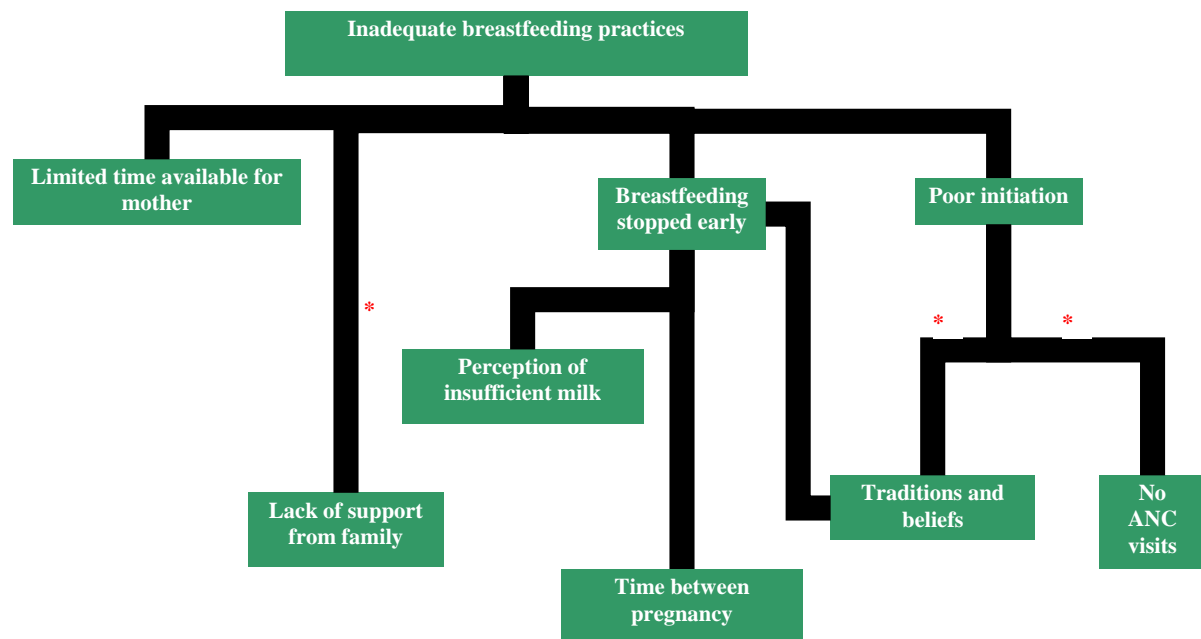 Inadequate breastfeeding practices
Limited time available for
mother
Breastfeeding
stopped early
Poor initiation
*
*
*
Perception of
insufficient milk
Lack of support
from family
Traditions and
beliefs
No
ANC
visits
Time between
pregnancy